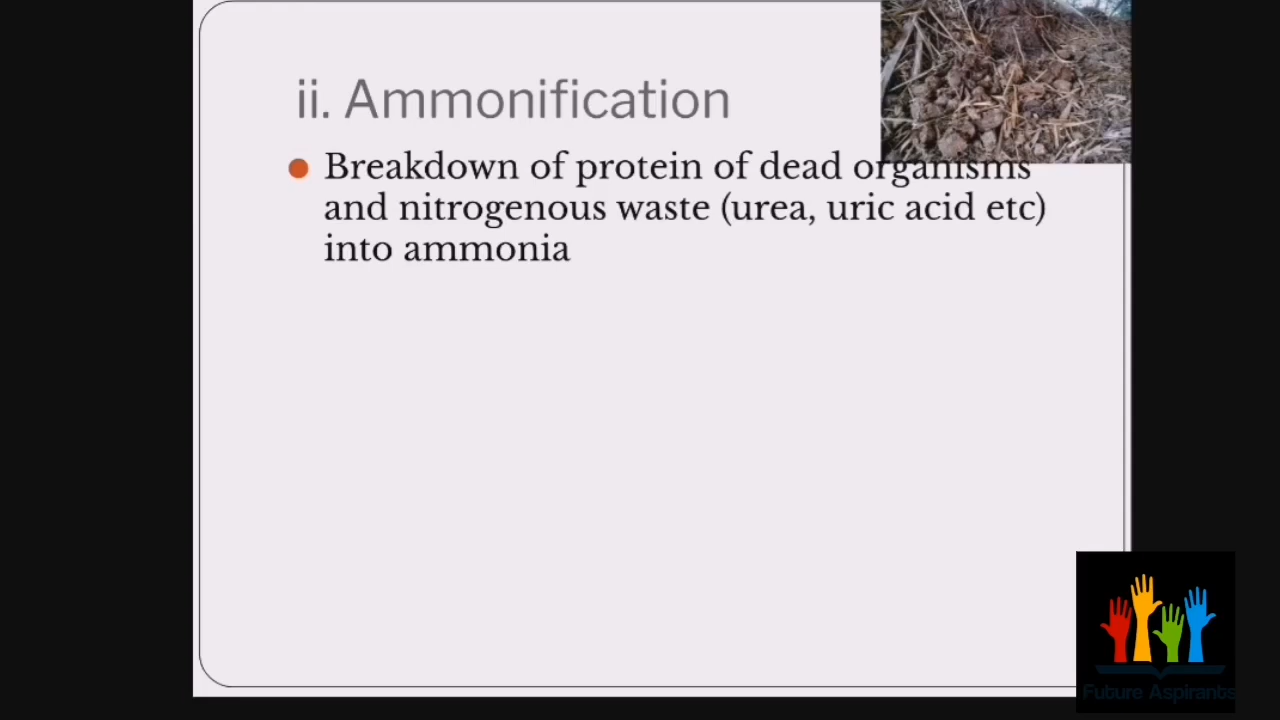 ii. Ammonification
Breakdown of protein of dead organisms
and nitrogenous waste (urea, uric acid etc)
into ammonia
Future Aspirants